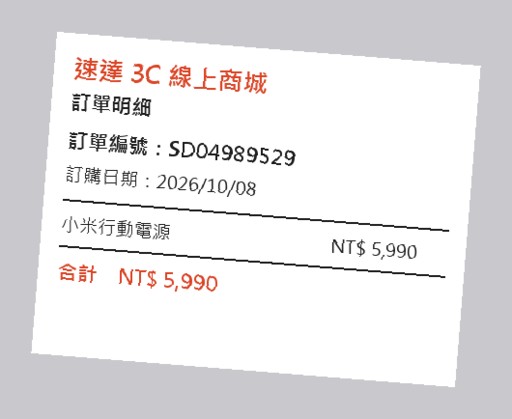 速達 3C 線上商城
訂單明細
訂單編號：SD04989529
訂購日期：2026/10/08
小米行動電源 NT$ 5,990
合計 NT$ 5,990